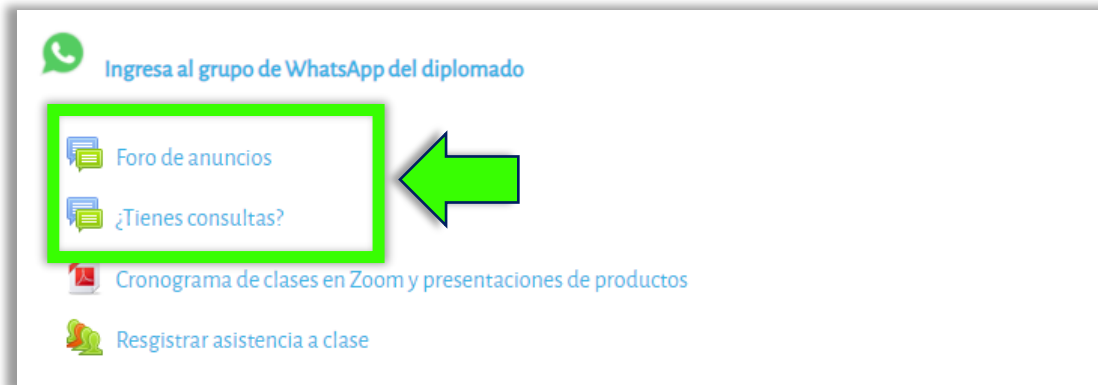 Ingresa al grupo de WhatsApp del diplomado
Foro de anuncios
¿Tienes consultas?
Cronograma de clases en Zoom y presentaciones de productos
Resgistrar asistencia a clase